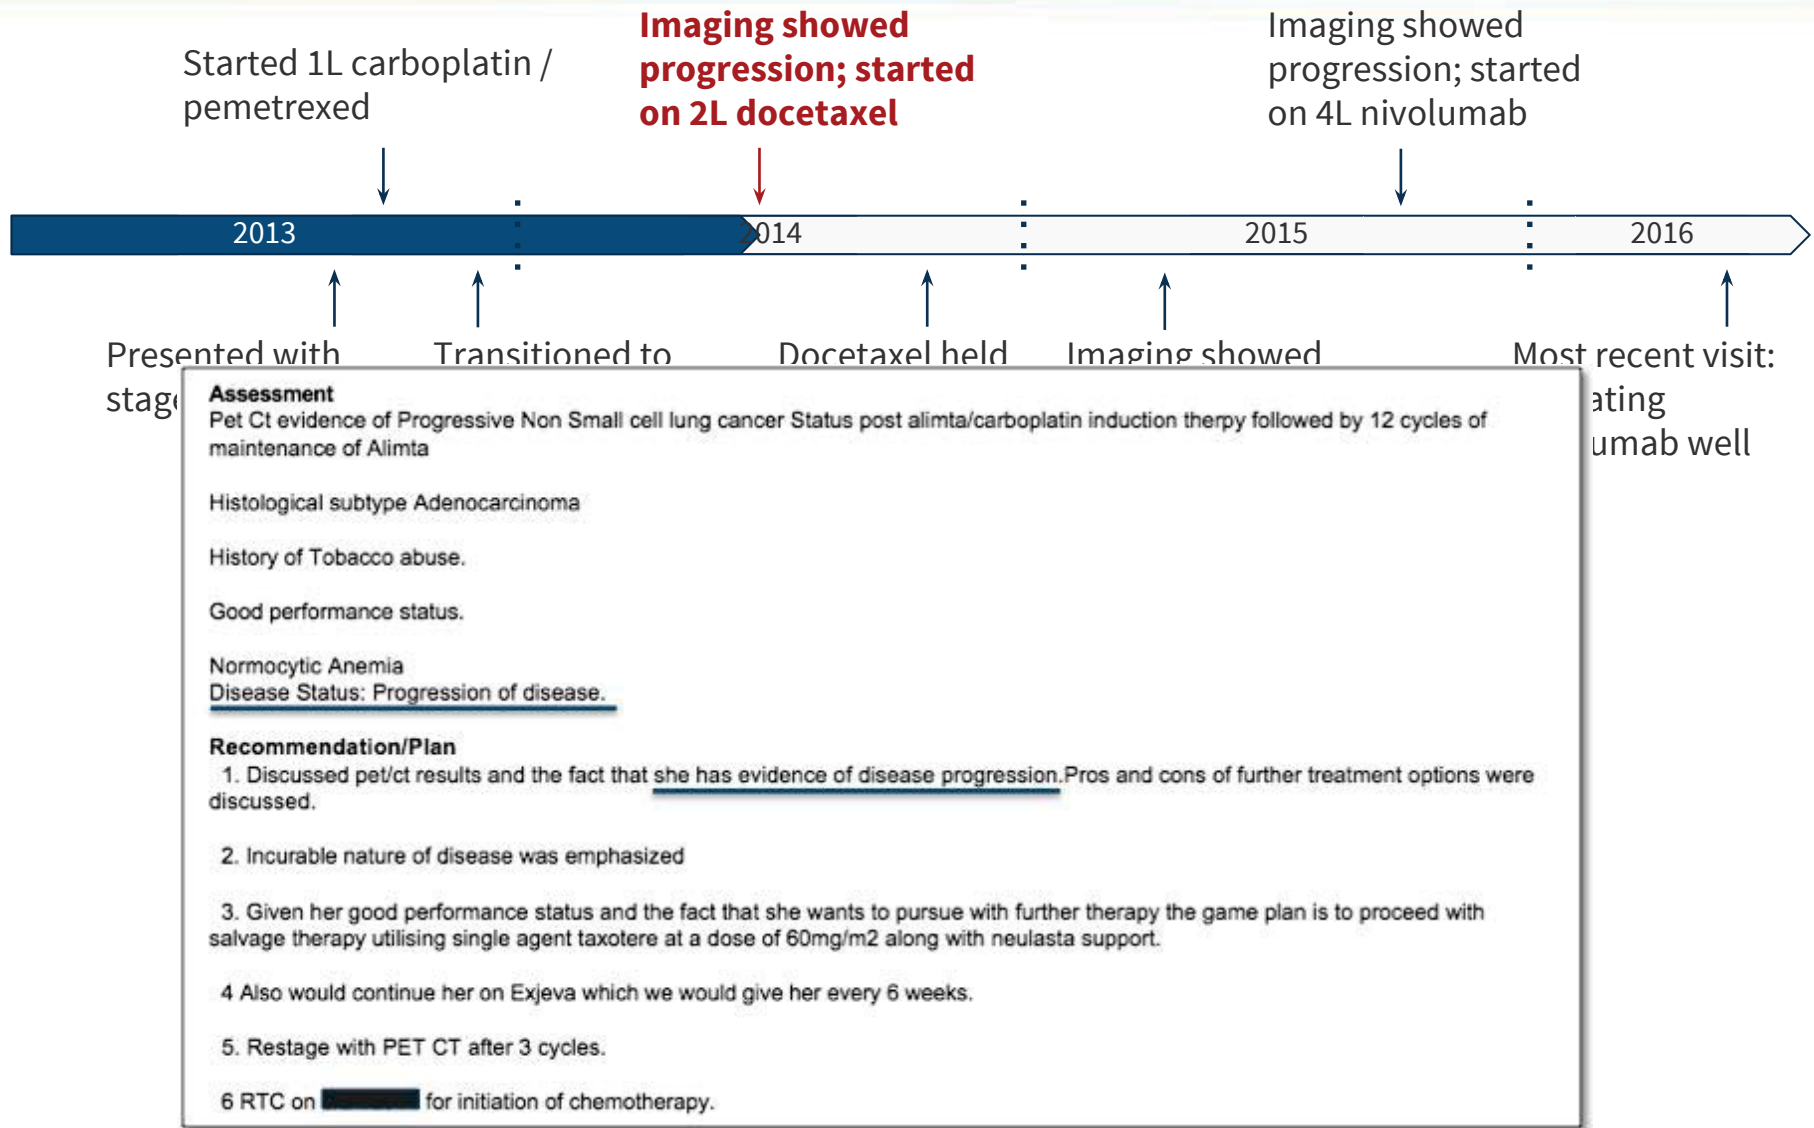 Started 1L carboplatin /
pemetrexed
Imaging showed
progression; started
on 2L docetaxel
Imaging showed
progression; started
on 4L nivolumab
2013
2014
2015
2016
Presented with
stage
Transitioned to
Docetaxel held
Imaging showed
Most recent visit:
ating
umab well
Assessment
Pet Ct evidence of Progressive Non Small cell lung cancer Status post alimta/carboplatin induction therpy followed by 12 cycles of
maintenance of Alimta
Histological subtype Adenocarcinoma
History of Tobacco abuse.
Good performance status.
Normocytic Anemia
Disease Status: Progression of disease.
Recommendation/Plan
1. Discussed pet/ct results and the fact that she has evidence of disease progression.Pros and cons of further treatment options were
discussed.
2. Incurable nature of disease was emphasized
3. Given her good performance status and the fact that she wants to pursue with further therapy the game plan is to proceed with
salvage therapy utilising single agent taxotere at a dose of 60mg/m2 along with neulasta support.
4 Also would continue her on Exjeva which we would give her every 6 weeks.
5. Restage with PET CT after 3 cycles.
6 RTC on for initiation of chemotherapy.